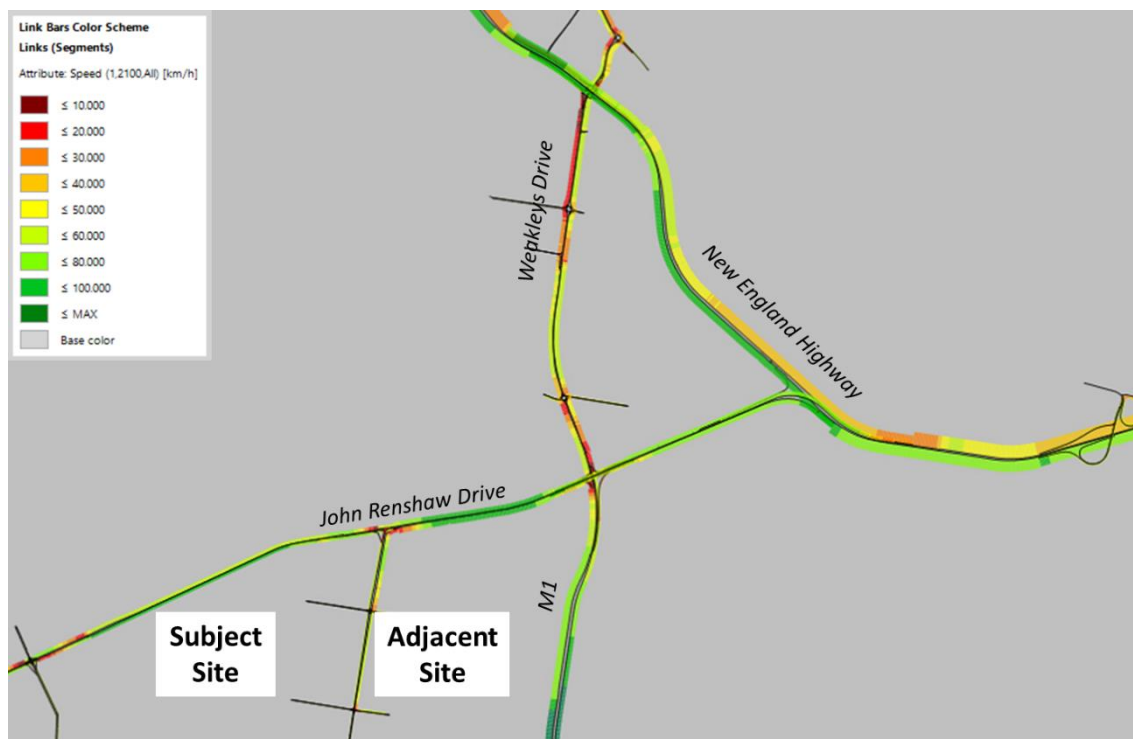 Link Bars Color Scheme
Links (Segments)
Attribute: Speed (1,2100,All) [km/h]
≤ 10.000
≤ 20.000
≤ 30.000
≤ 40.000
≤ 50.000
≤ 60.000
≤ 80.000
≤ 100.000
≤ MAX
Base color
Weakleys Drive
New England Highway
John Renshaw Drive
M1
Subject
Site
Adjacent
Site